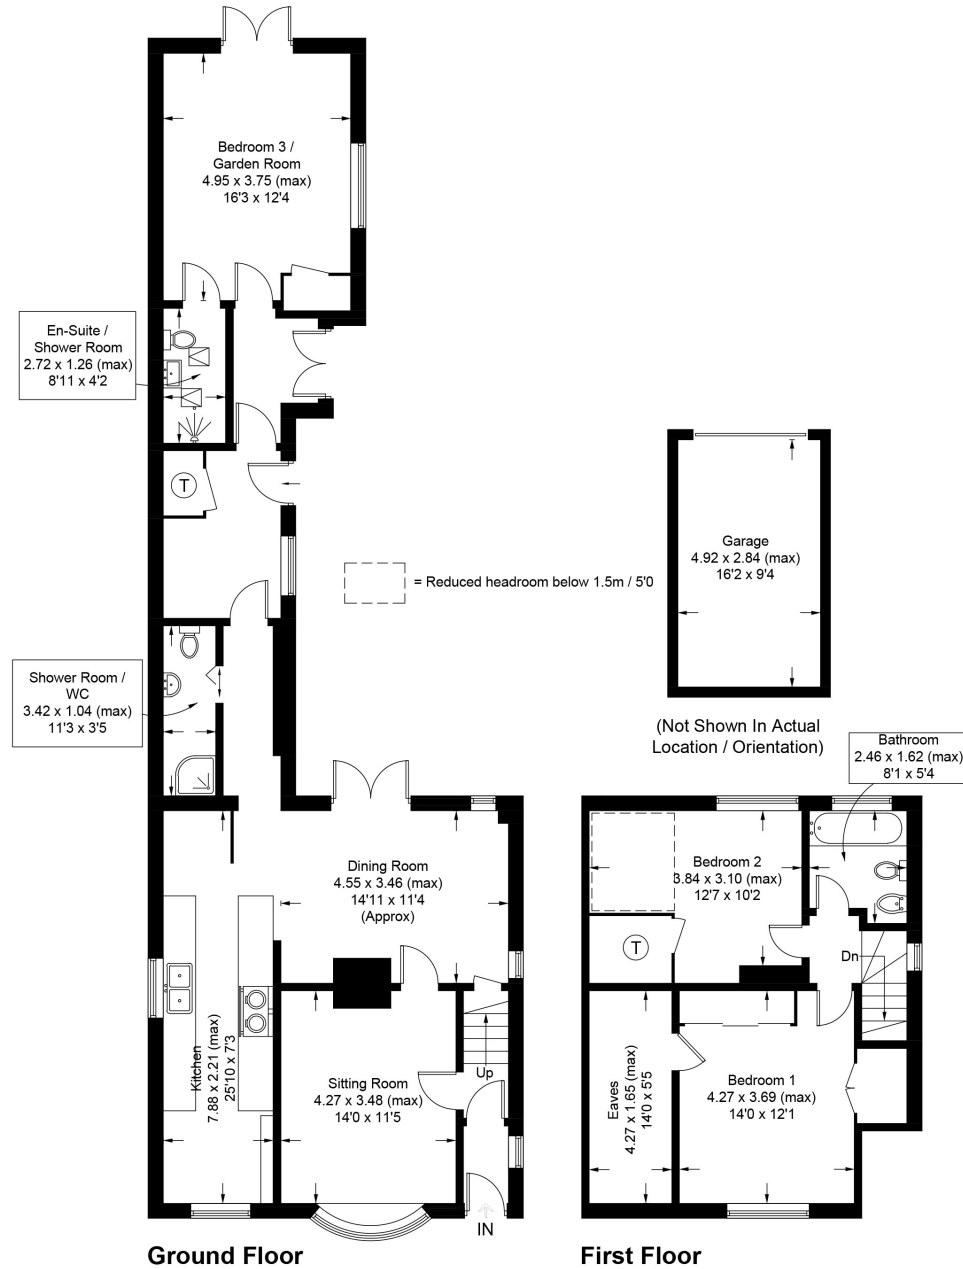 Bedroom 3 /
Garden Room
4.95 x 3.75 (max)
16'3 x 12'4
En-Suite /
Shower Room
2.72 x 1.26 (max)
8'11 x 4'2
T
= Reduced headroom below 1.5m / 5'0
Garage
4.92 x 2.84 (max)
16'2 x 9'4
(Not Shown In Actual
Location / Orientation)
Shower Room /
WC
3.42 x 1.04 (max)
11'3 x 3'5
Bathroom
2.46 x 1.62 (max)
8'1 x 5'4
Dining Room
4.55 x 3.46 (max)
14'11 x 11'4
(Approx)
Bedroom 2
3.84 x 3.10 (max)
12'7 x 10'2
T
Dn
Kitchen
7.88 x 2.21 (max)
25'10 x 7'3
Sitting Room
4.27 x 3.48 (max)
14'0 x 11'5
Up
Eaves
4.27 x 1.65 (max)
14'0 x 5'5
Bedroom 1
4.27 x 3.69 (max)
14'0 x 12'1
IN
Ground Floor
First Floor